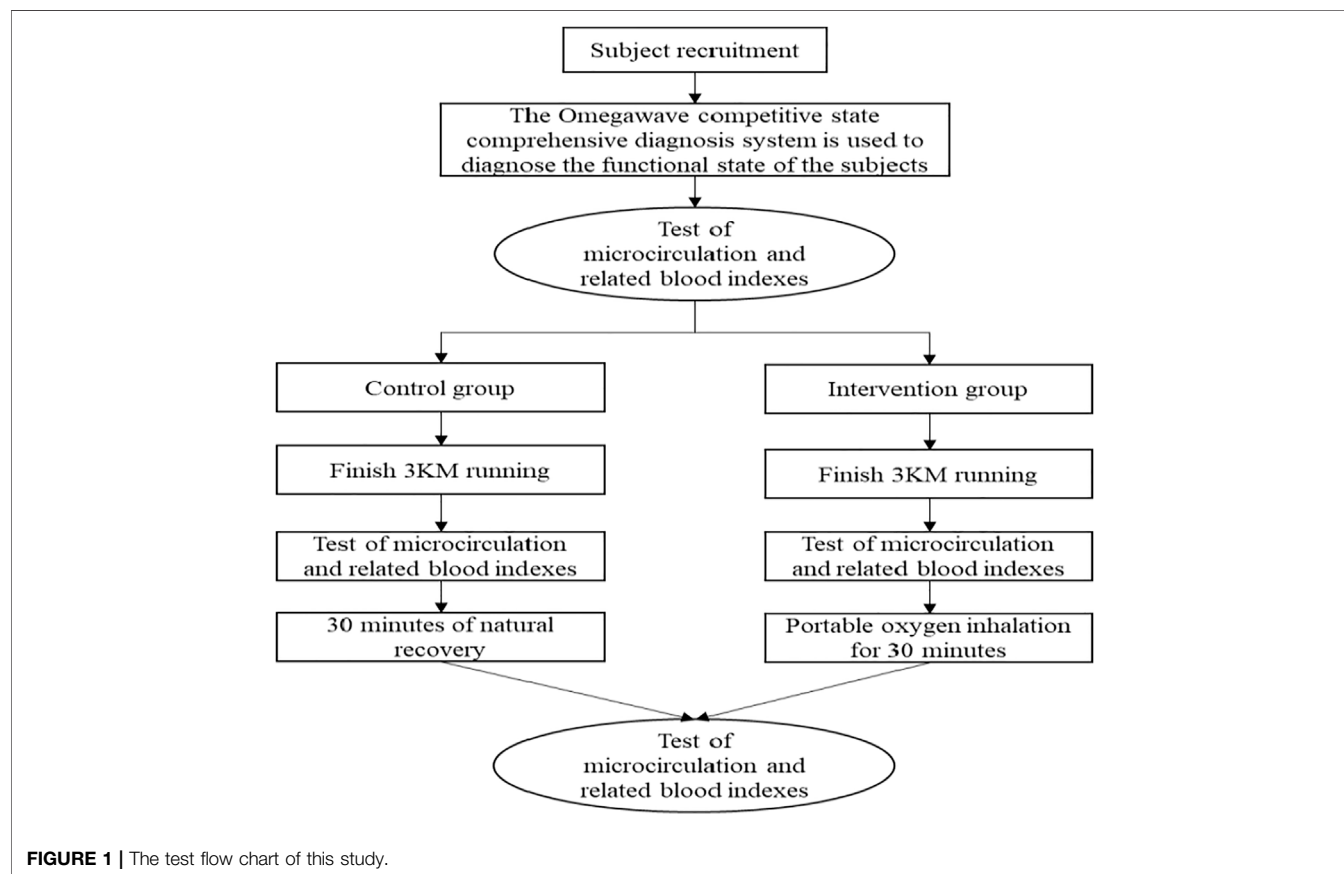 Subject recruitment
The Omegawave competitive state
comprehensive diagnosis system is used to
diagnose the functional state of the subjects
Test of
microcirculation and
related blood indexes
Control group
Finish 3KM running
Test of microcirculation
and related blood indexes
30 minutes of natural
recovery
Intervention group
Finish 3KM running
Test of microcirculation
and related blood indexes
Portable oxygen inhalation
for 30 minutes
Test of
microcirculation and
related blood indexes
FIGURE 1 | The test flow chart of this study.